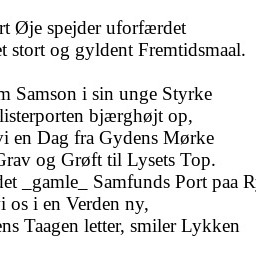 rt Øje spejder uforfærdet
et stort og gyldent Fremtidsmaal.
m Samson i sin unge Styrke
listerporten bjærghøjt op,
vi en Dag fra Gydens Mørke
Grav og Grøft til Lysets Top.
det _gamle_ Samfunds Port paa R
i os i en Verden ny,
ens Taagen letter, smiler Lykken